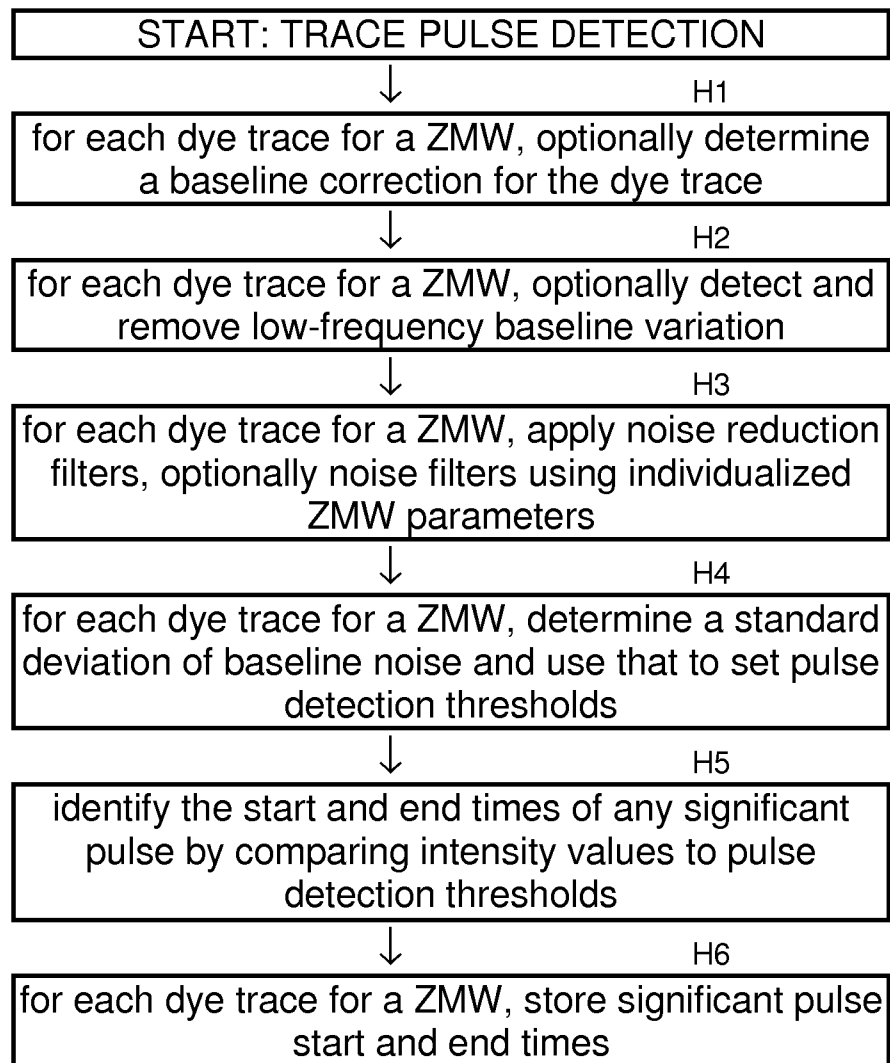 START: TRACE PULSE DETECTION
↓ H1
for each dye trace for a ZMW, optionally determine
a baseline correction for the dye trace
↓ H2
for each dye trace for a ZMW, optionally detect and
remove low-frequency baseline variation
↓ H3
for each dye trace for a ZMW, apply noise reduction
filters, optionally noise filters using individualized
ZMW parameters
↓ H4
for each dye trace for a ZMW, determine a standard
deviation of baseline noise and use that to set pulse
detection thresholds
↓ H5
identify the start and end times of any significant
pulse by comparing intensity values to pulse
detection thresholds
↓ H6
for each dye trace for a ZMW, store significant pulse
start and end times